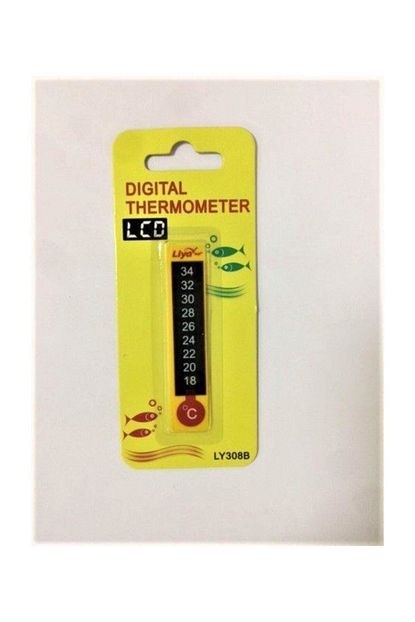 DIGITAL
THERMOMETER
LCD
Liya
34
32
30
28
26
24
22
20
18
°C
LY308B